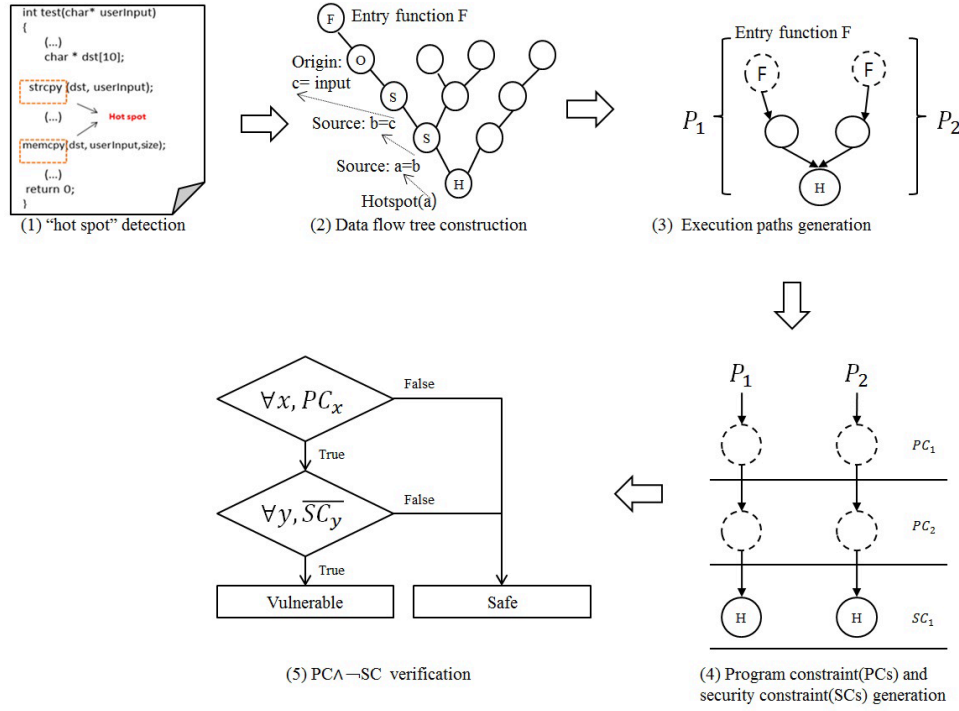 int test(char* userInput)
{
(...)
char * dst[10];
strcpy (dst, userInput);
(...)
Hot spot
memcpy(dst, userInput,size);
(...)
return 0;
}
(1) “hot spot” detection
F
Entry function F
Origin:
c= input
O
S
Source: b=c
S
Source: a=b
H
Hotspot(a)
(2) Data flow tree construction
Entry function F
F
F
P1
P2
H
(3) Execution paths generation
P1
P2
PC1
PC2
H
H
SC1
(4) Program constraint(PCs) and
security constraint(SCs) generation
∀x, PCx
False
True
∀y, S̅C̅y̅
False
True
Vulnerable
Safe
(5) PC∧¬SC verification